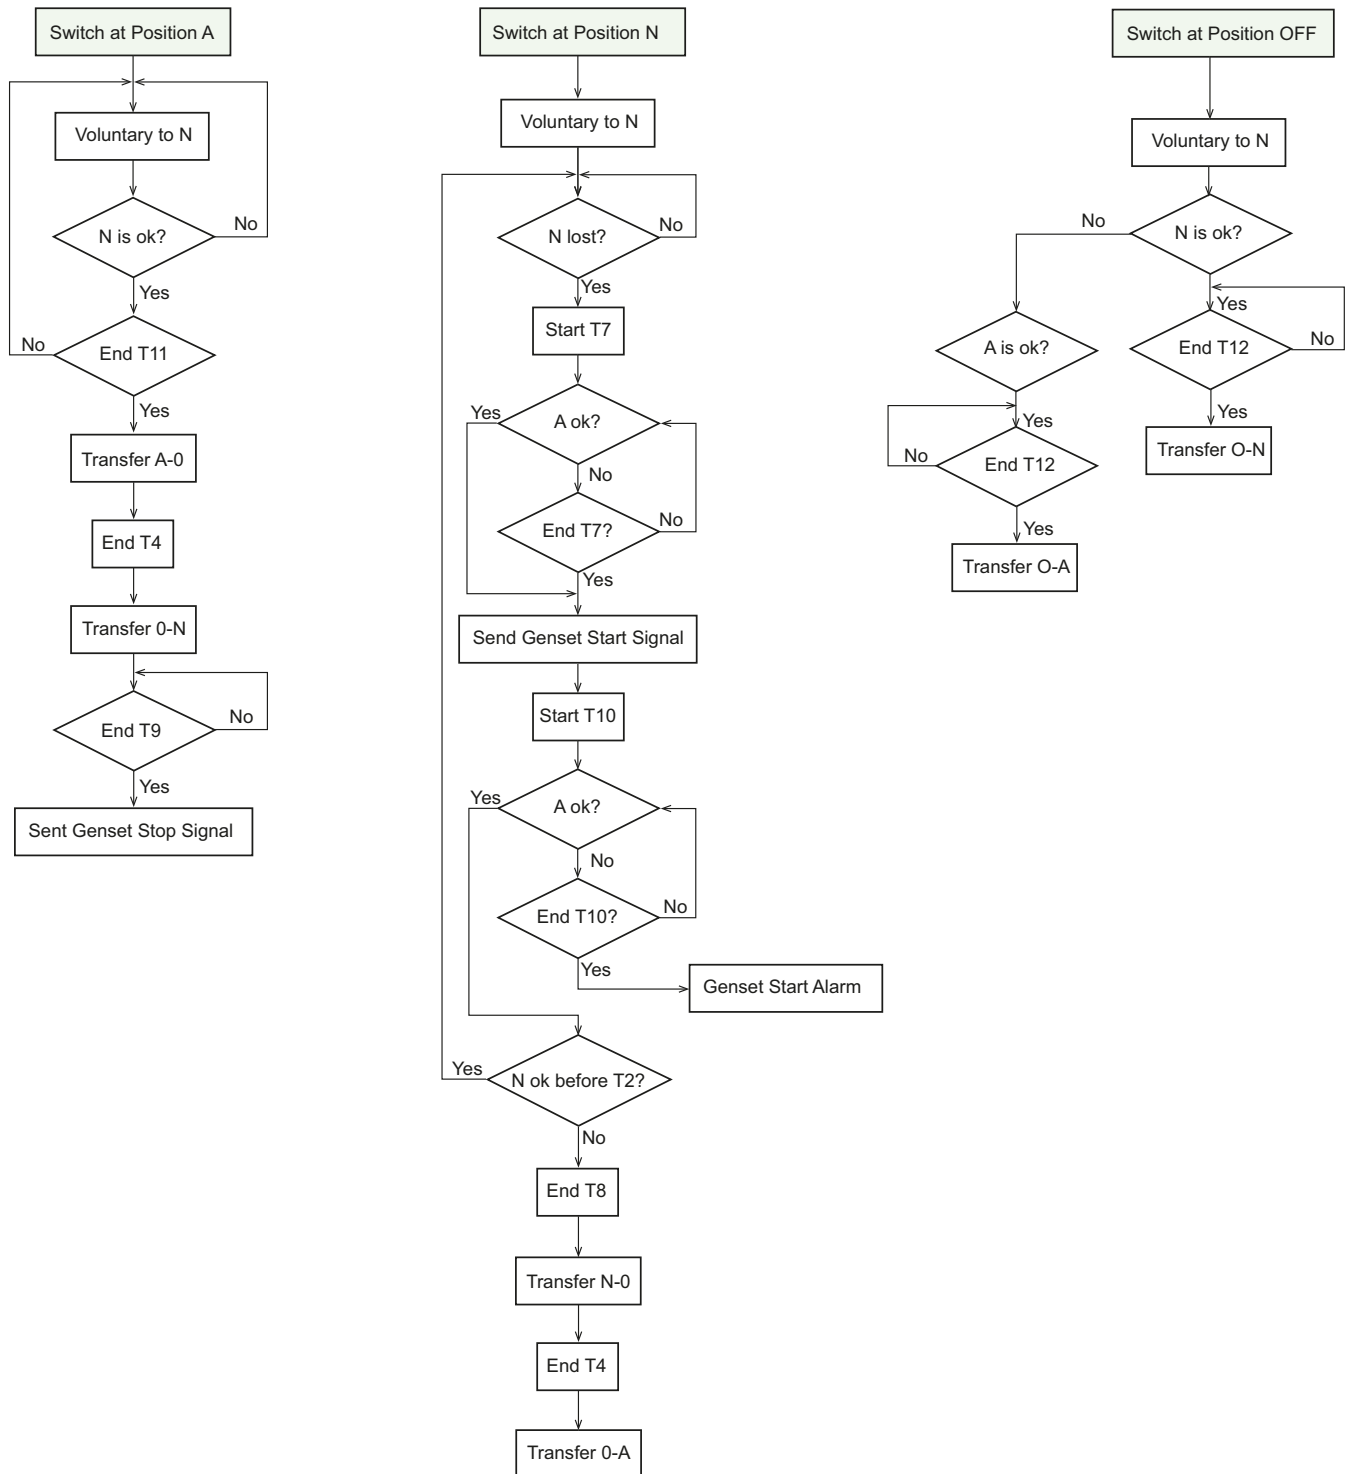 Switch at Position A
Voluntary to N
N is ok?
No
Yes
End T11
No
Yes
Transfer A-0
End T4
Transfer 0-N
End T9
No
Yes
Sent Genset Stop Signal
Switch at Position N
Voluntary to N
N lost?
No
Yes
Start T7
Yes
A ok?
No
End T7?
No
Yes
Send Genset Start Signal
Start T10
Yes
A ok?
No
End T10?
No
Yes
Genset Start Alarm
Yes
N ok before T2?
No
End T8
Transfer N-0
End T4
Transfer 0-A
Switch at Position OFF
Voluntary to N
No
N is ok?
Yes
A is ok?
End T12
No
Yes
Transfer O-N
Yes
No
End T12
Yes
Transfer O-A